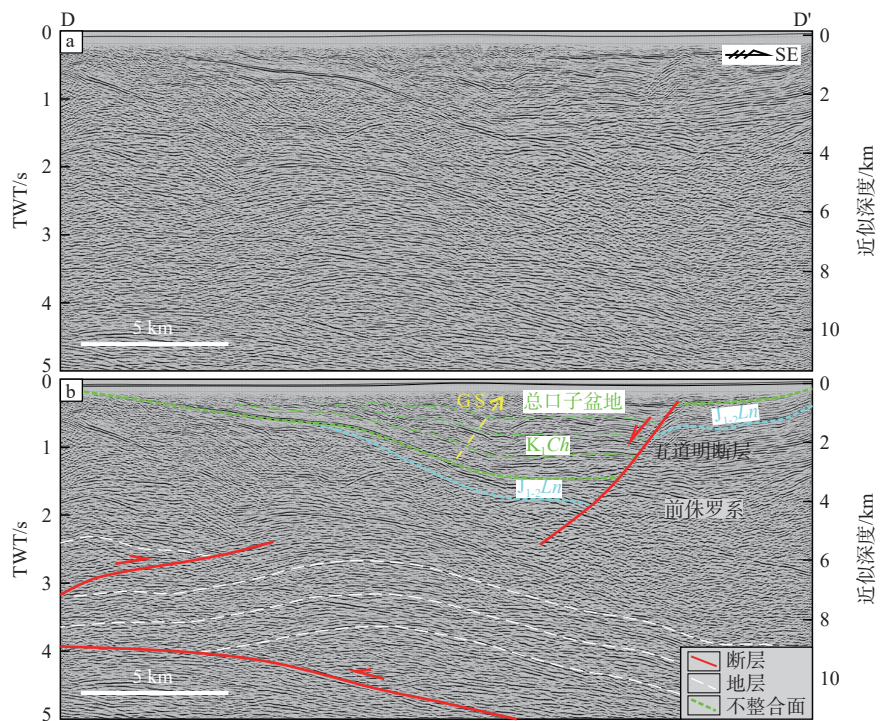 D D'
0 0
a
SE
1
2
2
4
TWT/s
近似深度/km
3
6
8
4
5 km
10
5
0 0
b
G S
总口子盆地
J₁₋₂Ln
1
K₁Ch
2
五道明断层
J₁₋₂Ln
4
2
前侏罗系
TWT/s
近似深度/km
6
3
8
4
断层
5 km
10
地层
5
不整合面